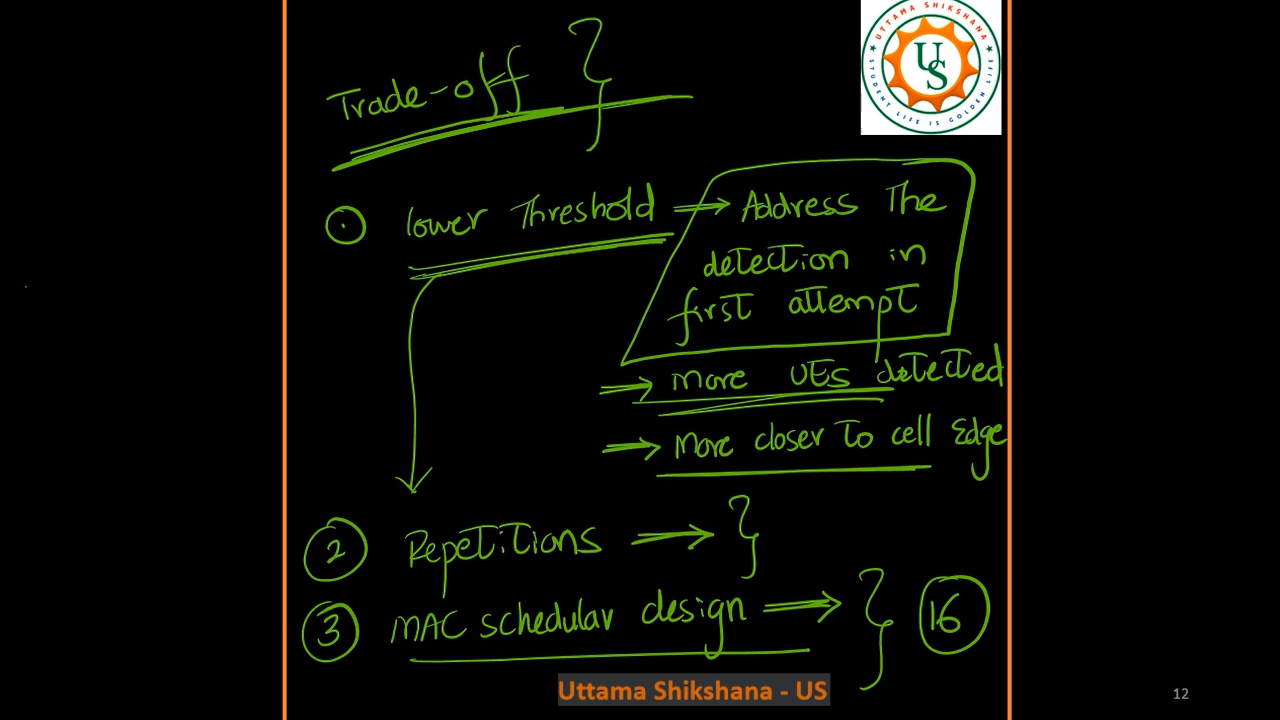 Trade-off }
UTTAMA SHIKSHANA
US
STUDENT LIFE IS GOLDEN LIFE
1 lower Threshold → Address The
detection in
first attempt
⇒ More UEs detected
⇒ More closer To cell Edge
2 Repetitions ⇒ }
3 MAC schedular design ⇒ } 16
Uttama Shikshana - US
12